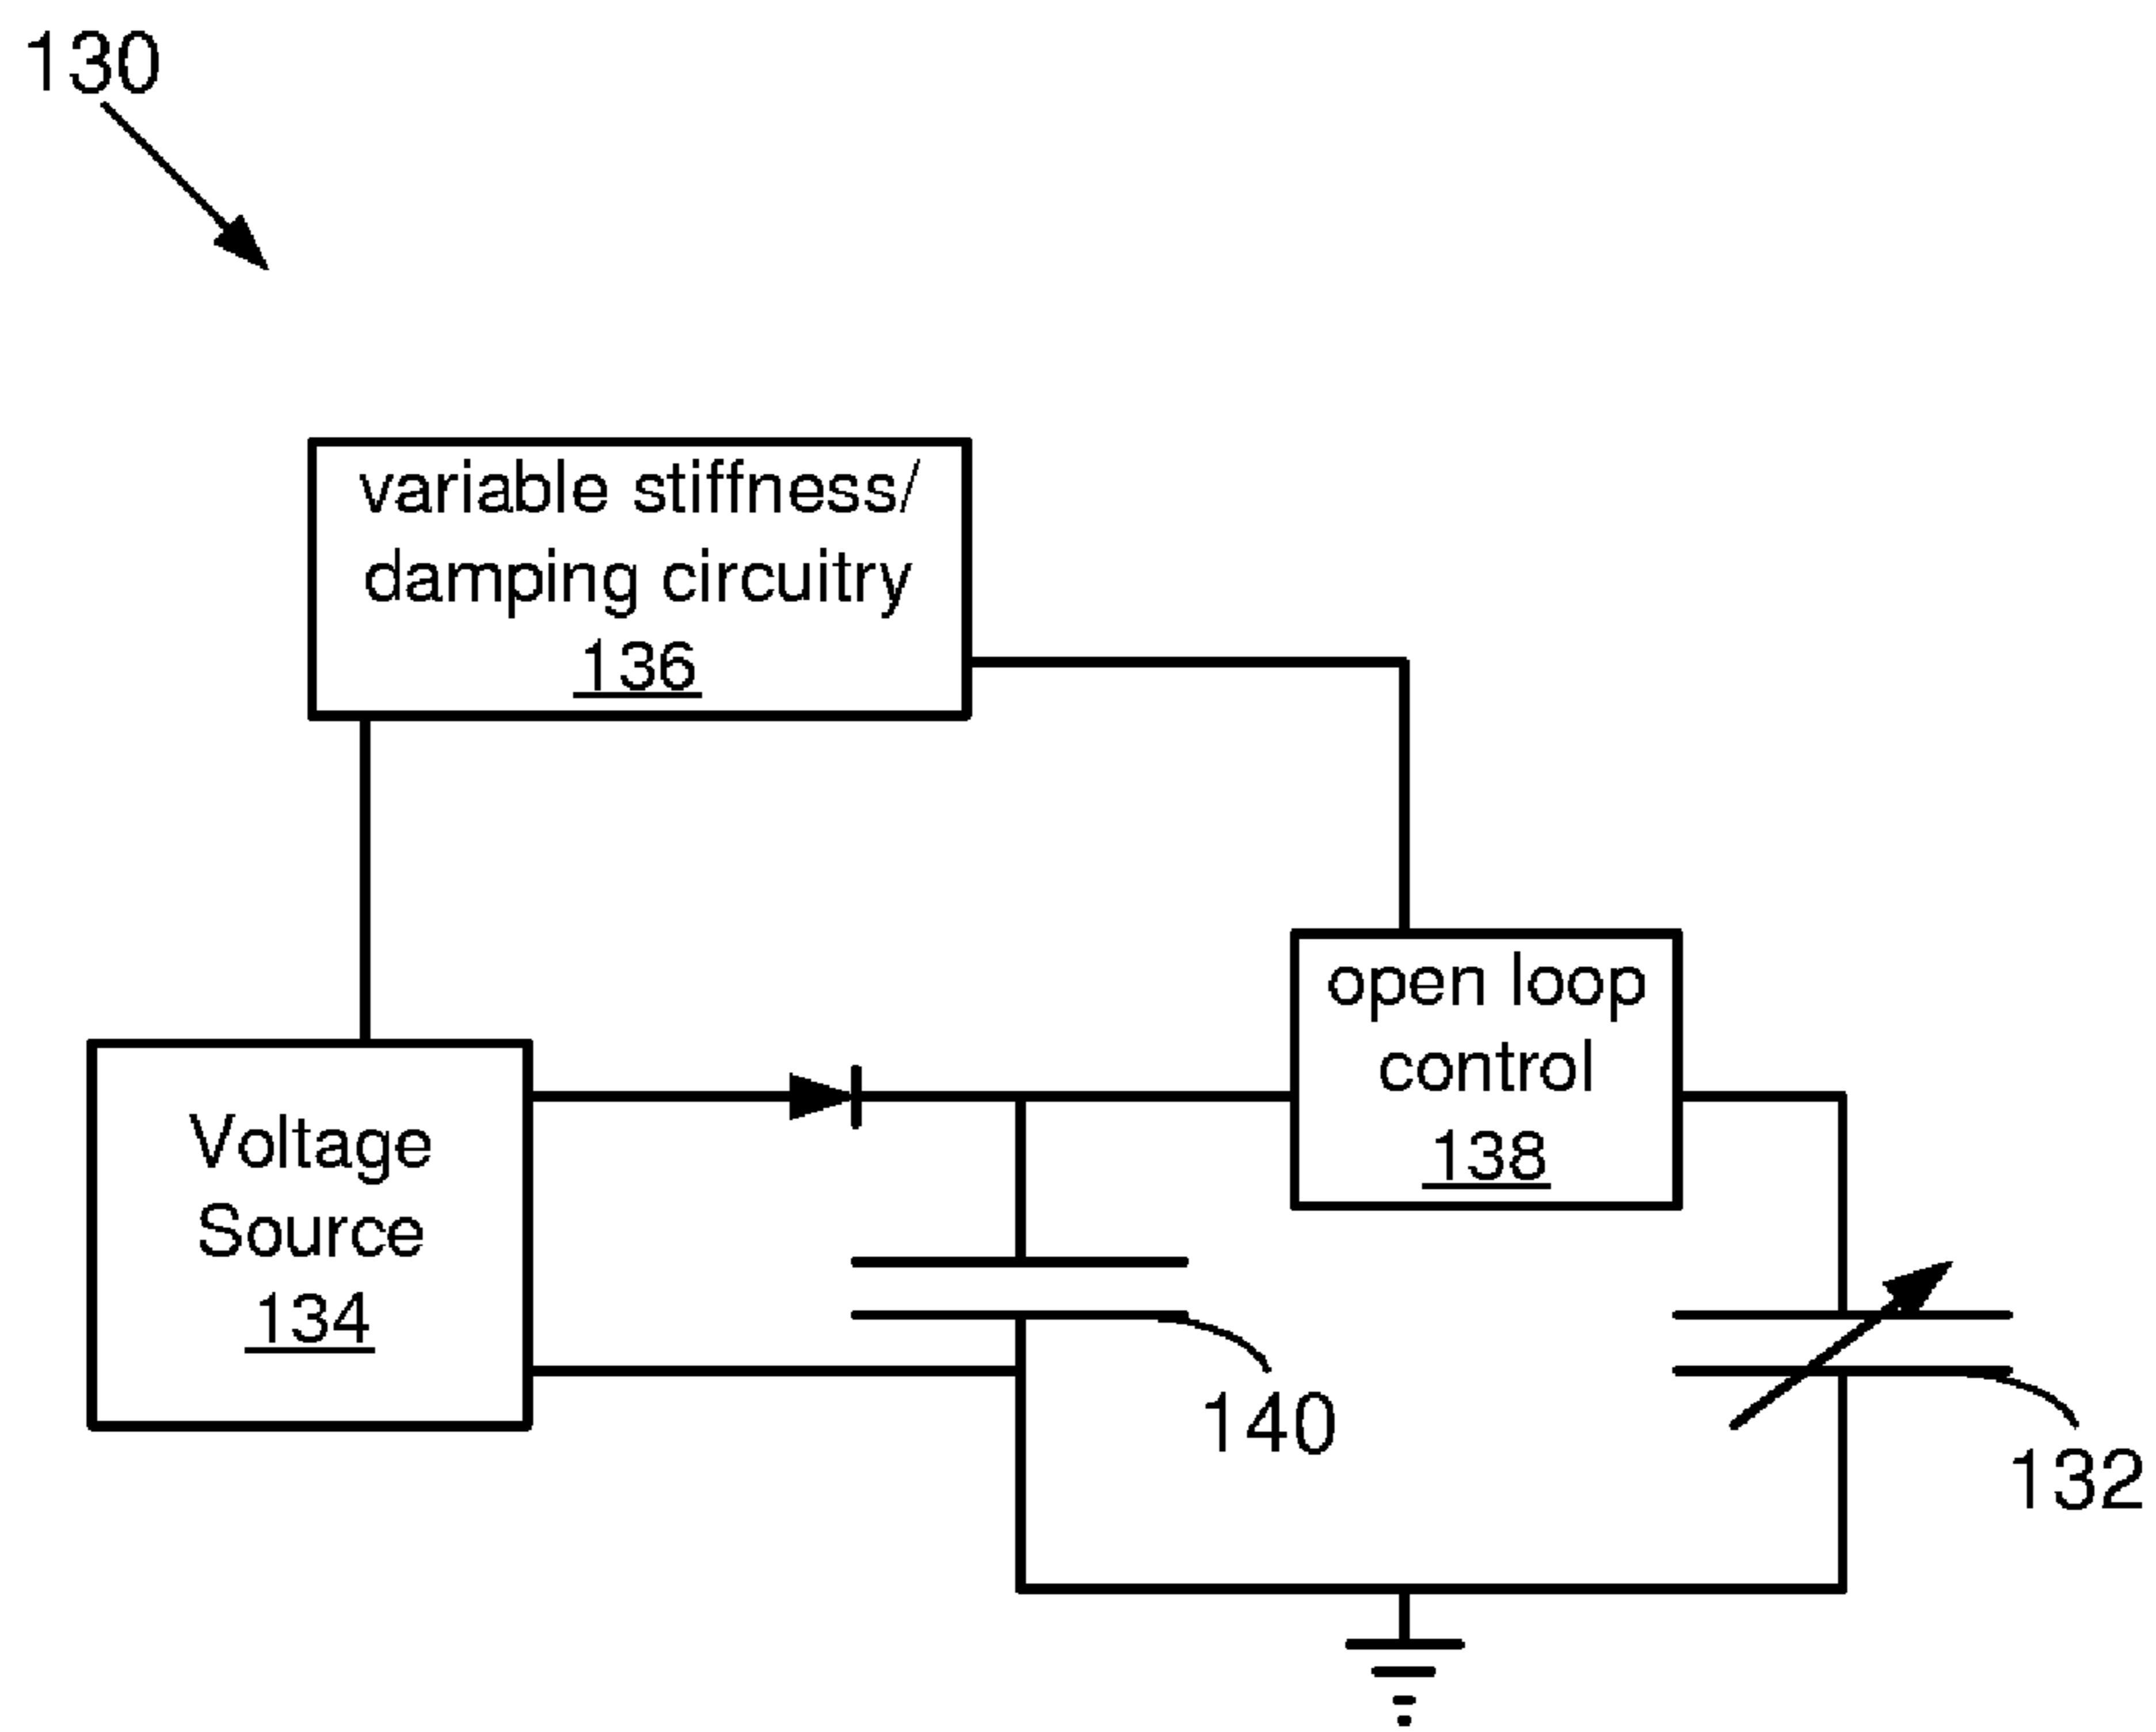 130
variable stiffness/
damping circuitry
136
open loop
control
138
Voltage
Source
134
140
132